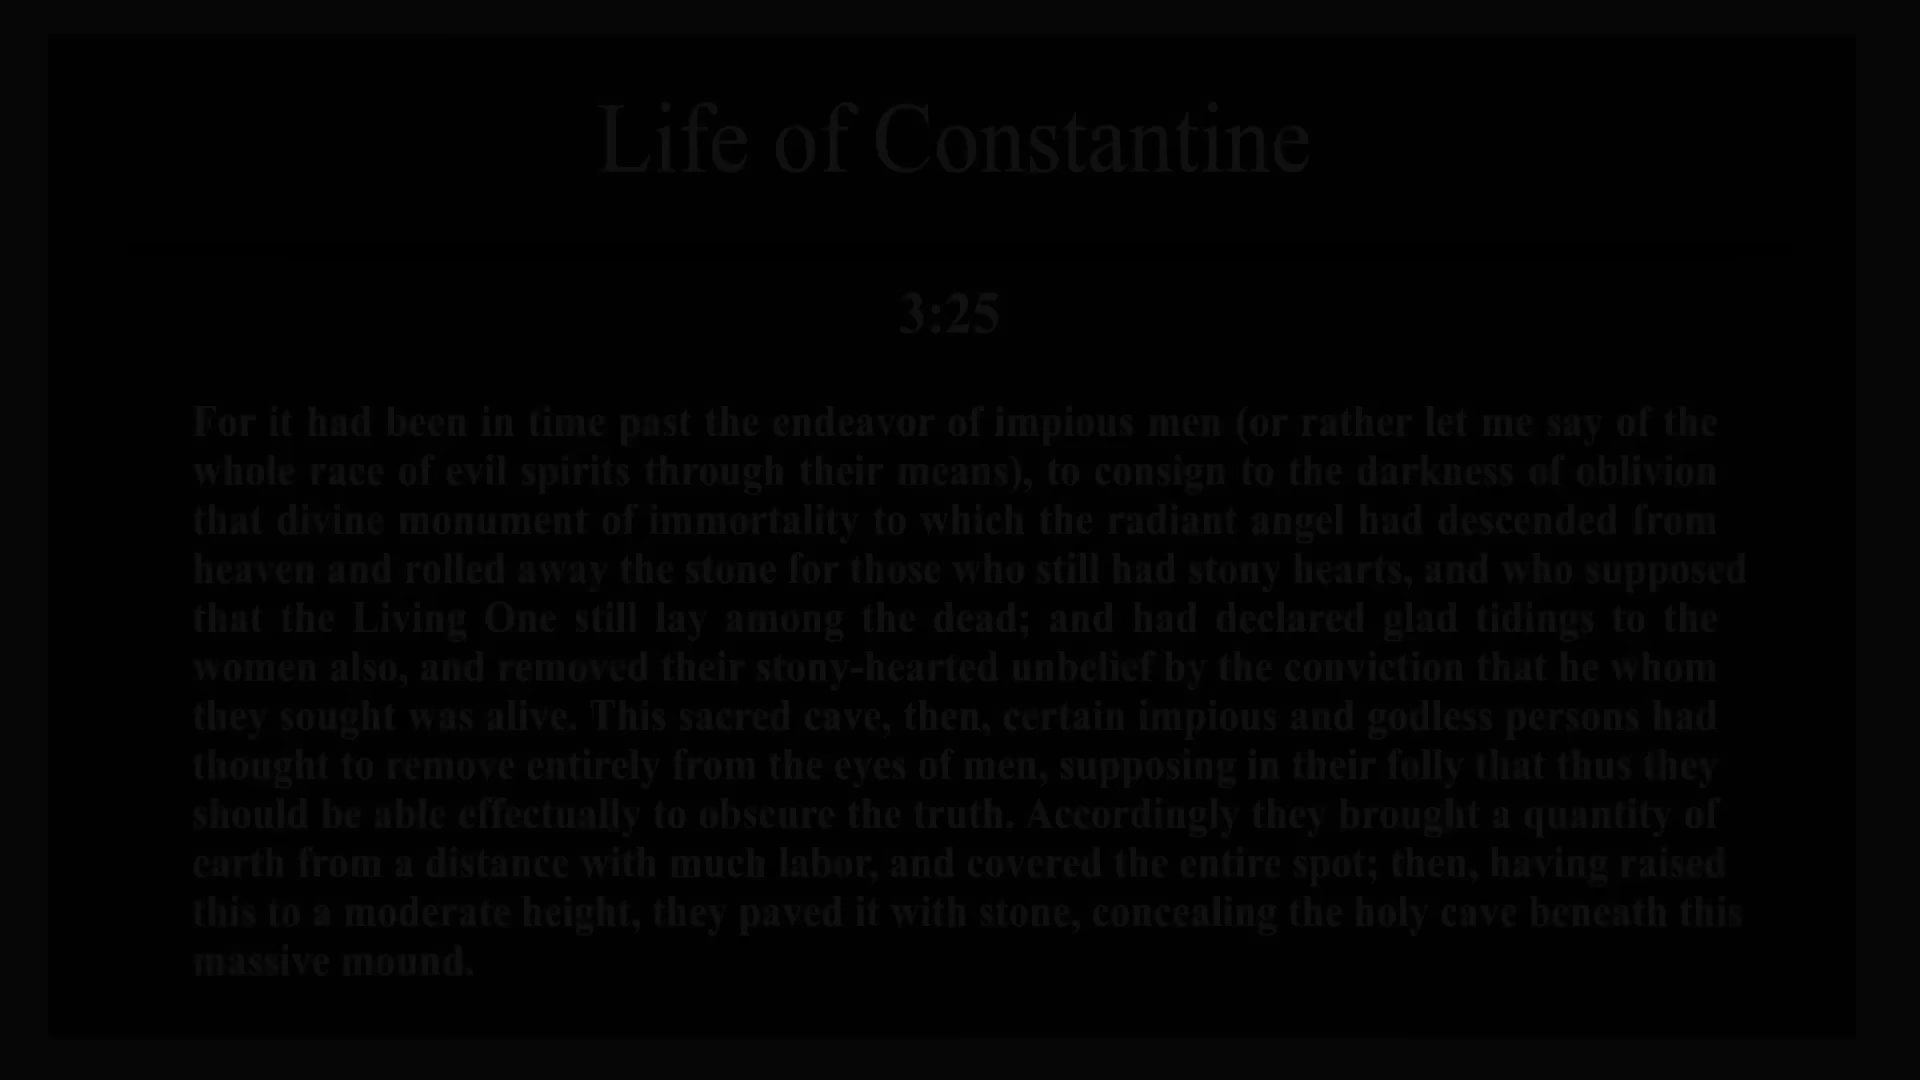 Life of Constantine
3:25
For it had been in time past the endeavor of impious men (or rather let me say of the
whole race of evil spirits through their means), to consign to the darkness of oblivion
that divine monument of immortality to which the radiant angel had descended from
heaven and rolled away the stone for those who still had stony hearts, and who supposed
that the Living One still lay among the dead; and had declared glad tidings to the
women also, and removed their stony-hearted unbelief by the conviction that he whom
they sought was alive. This sacred cave, then, certain impious and godless persons had
thought to remove entirely from the eyes of men, supposing in their folly that thus they
should be able effectually to obscure the truth. Accordingly they brought a quantity of
earth from a distance with much labor, and covered the entire spot; then, having raised
this to a moderate height, they paved it with stone, concealing the holy cave beneath this
massive mound.